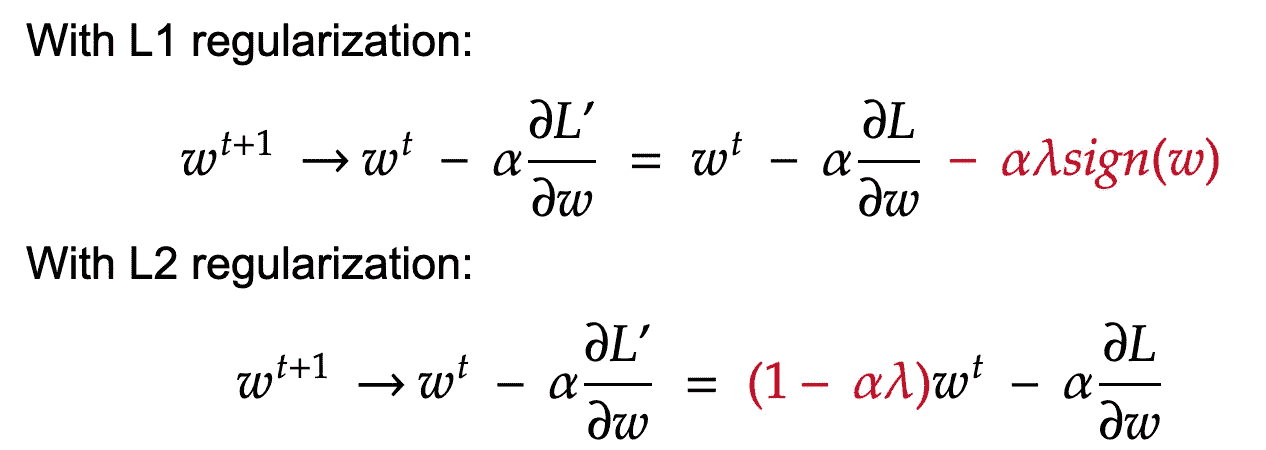 With L1 regularization:
w^{t+1} → w^t − α ∂L′/∂w = w^t − α ∂L/∂w − αλsign(w)
With L2 regularization:
w^{t+1} → w^t − α ∂L′/∂w = (1 − αλ)w^t − α ∂L/∂w